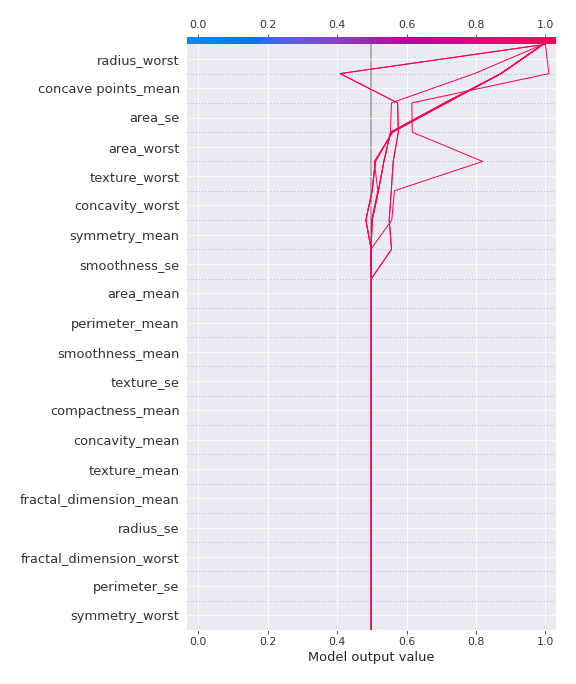 0.0 0.2 0.4 0.6 0.8 1.0
radius_worst
concave points_mean
area_se
area_worst
texture_worst
concavity_worst
symmetry_mean
smoothness_se
area_mean
perimeter_mean
smoothness_mean
texture_se
compactness_mean
concavity_mean
texture_mean
fractal_dimension_mean
radius_se
fractal_dimension_worst
perimeter_se
symmetry_worst
0.0 0.2 0.4 0.6 0.8 1.0
Model output value